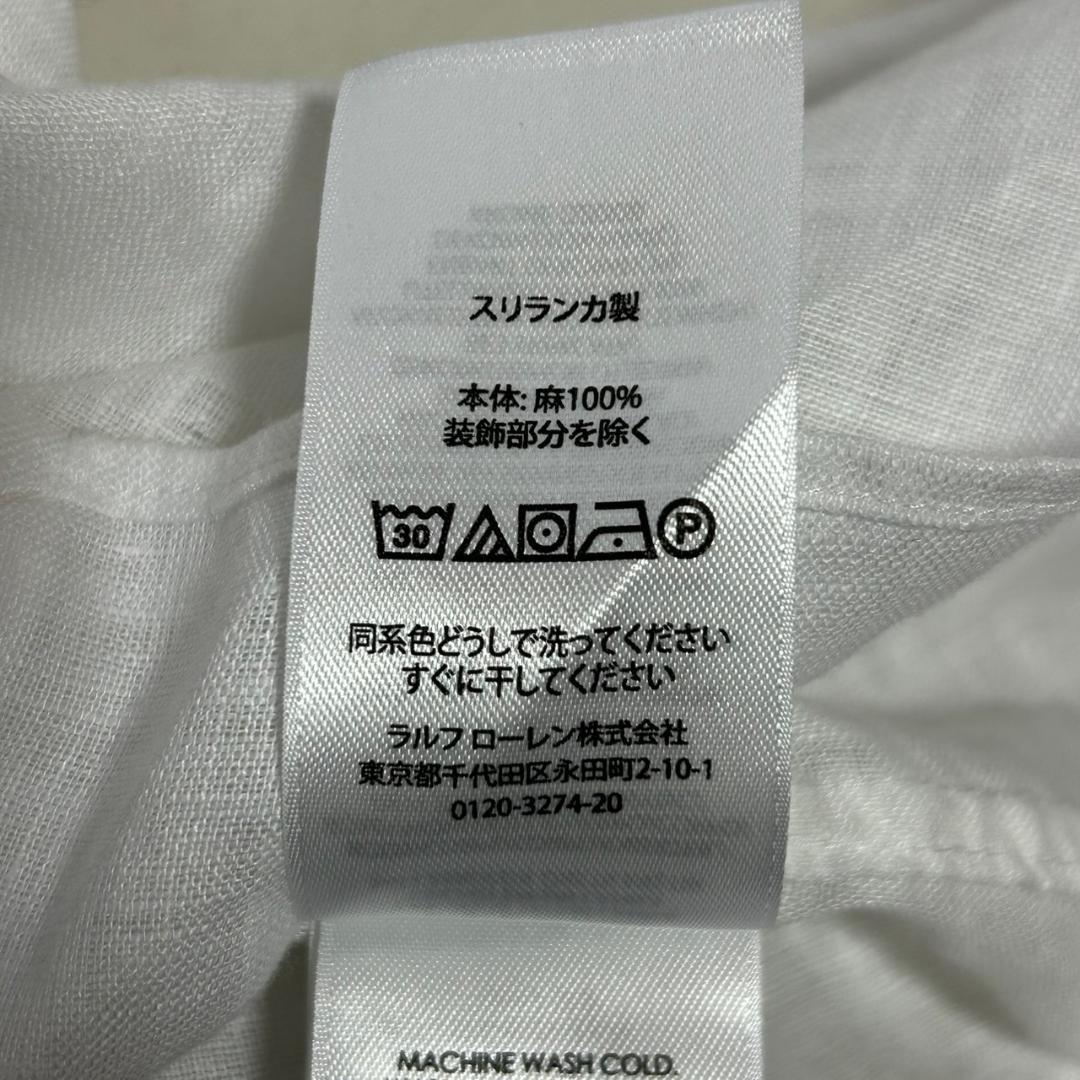 スリランカ製
本体: 麻100%
装飾部分を除く
30 P
同系色どうしで洗ってください
すぐに干してください
ラルフ ローレン株式会社
東京都千代田区永田町2-10-1
0120-3274-20
MACHINE WASH COLD.